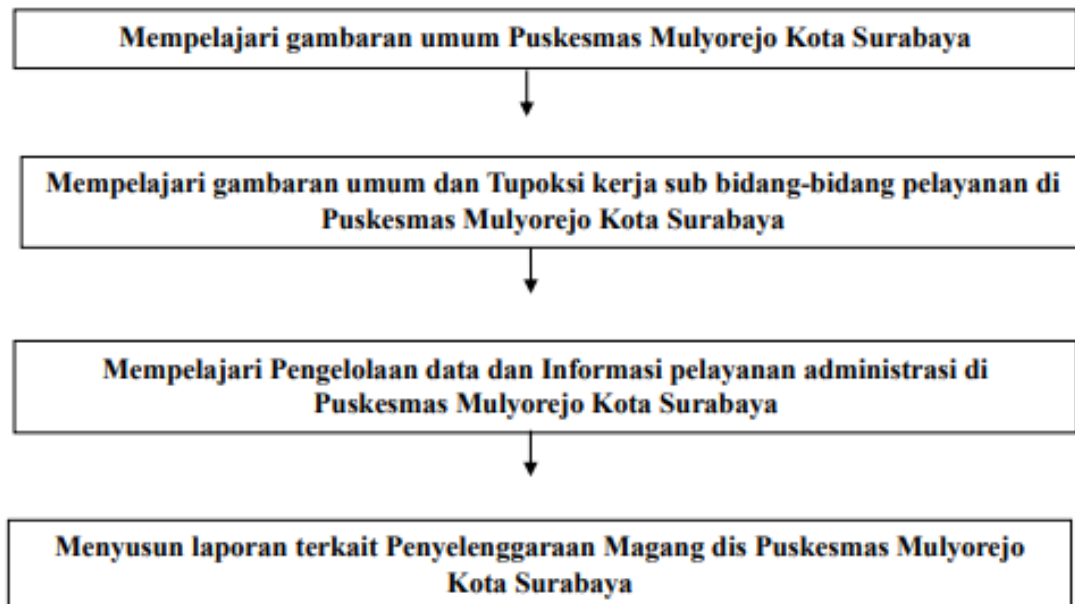 Mempelajari gambaran umum Puskesmas Mulyorejo Kota Surabaya
Mempelajari gambaran umum dan Tupoksi kerja sub bidang-bidang pelayanan di
Puskesmas Mulyorejo Kota Surabaya
Mempelajari Pengelolaan data dan Informasi pelayanan administrasi di
Puskesmas Mulyorejo Kota Surabaya
Menyusun laporan terkait Penyelenggaraan Magang dis Puskesmas Mulyorejo
Kota Surabaya